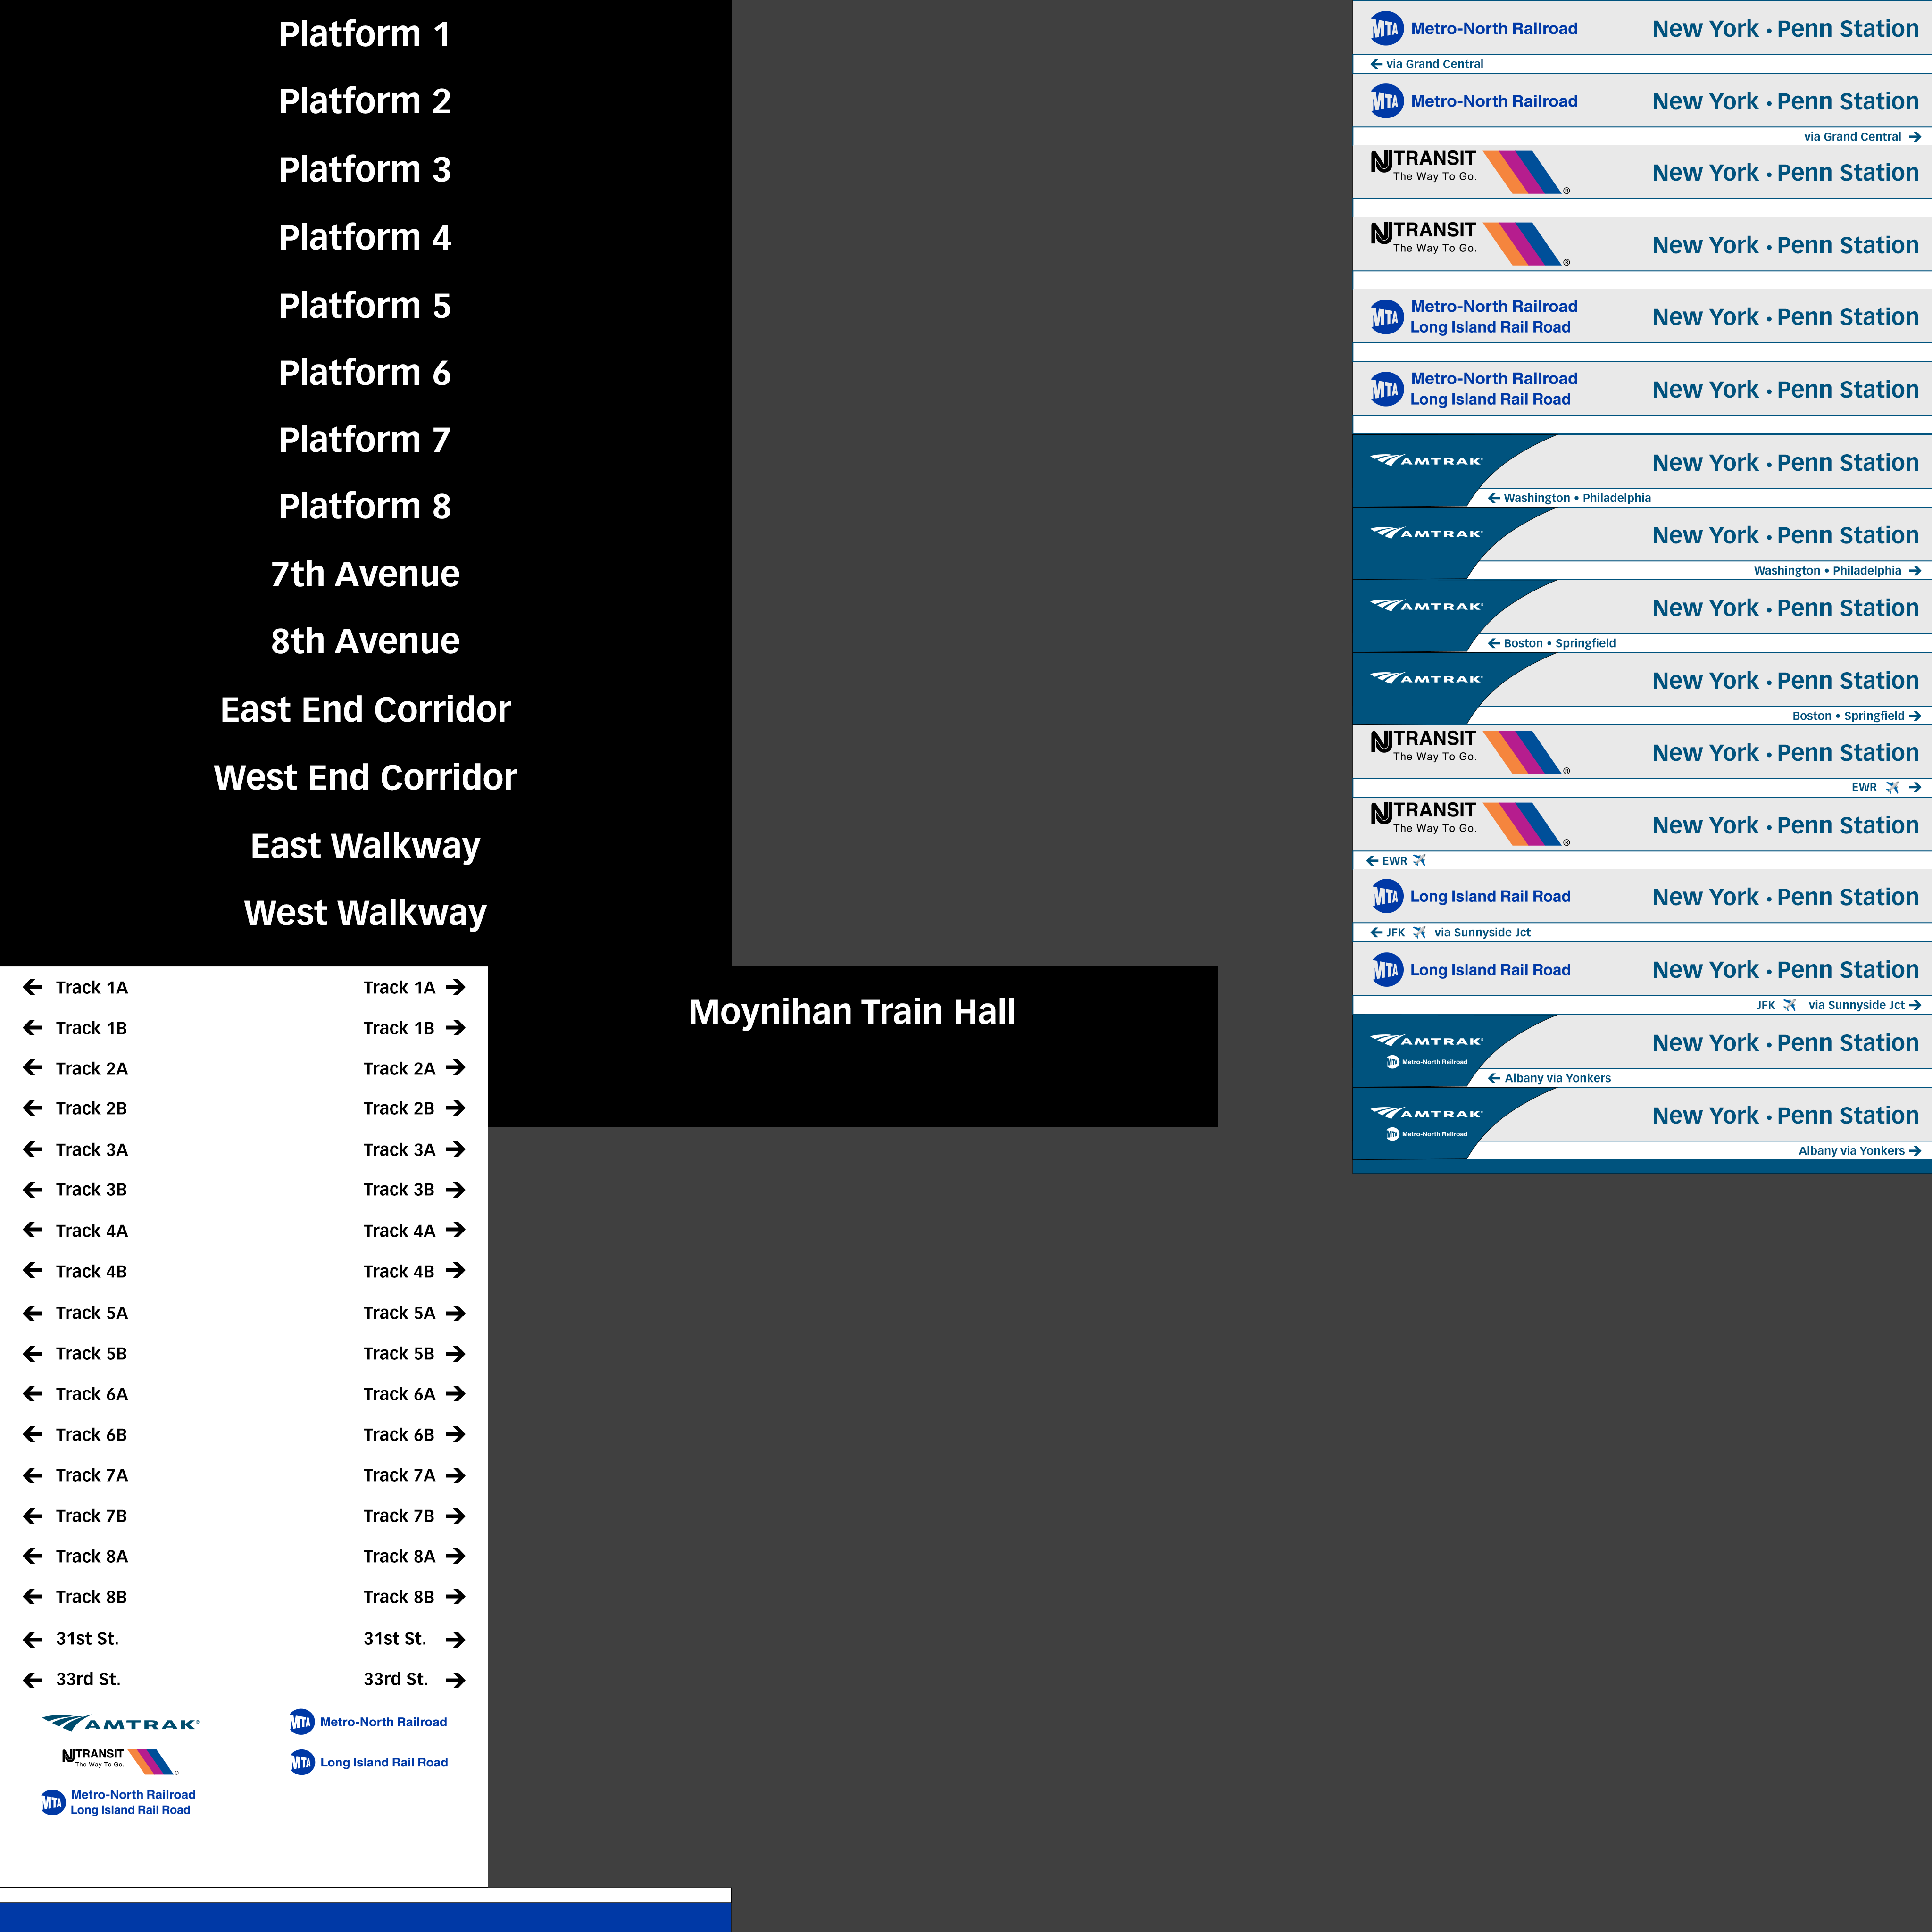 Platform 1
Platform 2
Platform 3
Platform 4
Platform 5
Platform 6
Platform 7
Platform 8
7th Avenue
8th Avenue
East End Corridor
West End Corridor
East Walkway
West Walkway
← Track 1A Track 1A →
← Track 1B Track 1B →
← Track 2A Track 2A →
← Track 2B Track 2B →
← Track 3A Track 3A →
← Track 3B Track 3B →
← Track 4A Track 4A →
← Track 4B Track 4B →
← Track 5A Track 5A →
← Track 5B Track 5B →
← Track 6A Track 6A →
← Track 6B Track 6B →
← Track 7A Track 7A →
← Track 7B Track 7B →
← Track 8A Track 8A →
← Track 8B Track 8B →
← 31st St. 31st St. →
← 33rd St. 33rd St. →
AMTRAK®
MTA Metro-North Railroad
NJ TRANSIT
The Way To Go. ®
MTA Long Island Rail Road
MTA Metro-North Railroad
Long Island Rail Road
Moynihan Train Hall
MTA Metro-North Railroad New York • Penn Station
← via Grand Central
MTA Metro-North Railroad New York • Penn Station
via Grand Central →
NJ TRANSIT New York • Penn Station
The Way To Go. ®
NJ TRANSIT New York • Penn Station
The Way To Go. ®
MTA Metro-North Railroad New York • Penn Station
Long Island Rail Road
MTA Metro-North Railroad New York • Penn Station
Long Island Rail Road
AMTRAK® New York • Penn Station
← Washington • Philadelphia
AMTRAK® New York • Penn Station
Washington • Philadelphia →
AMTRAK® New York • Penn Station
← Boston • Springfield
AMTRAK® New York • Penn Station
Boston • Springfield →
NJ TRANSIT New York • Penn Station
The Way To Go. ®
EWR ✈ →
NJ TRANSIT New York • Penn Station
The Way To Go. ®
← EWR ✈
MTA Long Island Rail Road New York • Penn Station
← JFK ✈ via Sunnyside Jct
MTA Long Island Rail Road New York • Penn Station
JFK ✈ via Sunnyside Jct →
AMTRAK® New York • Penn Station
MTA Metro-North Railroad
← Albany via Yonkers
AMTRAK® New York • Penn Station
MTA Metro-North Railroad
Albany via Yonkers →